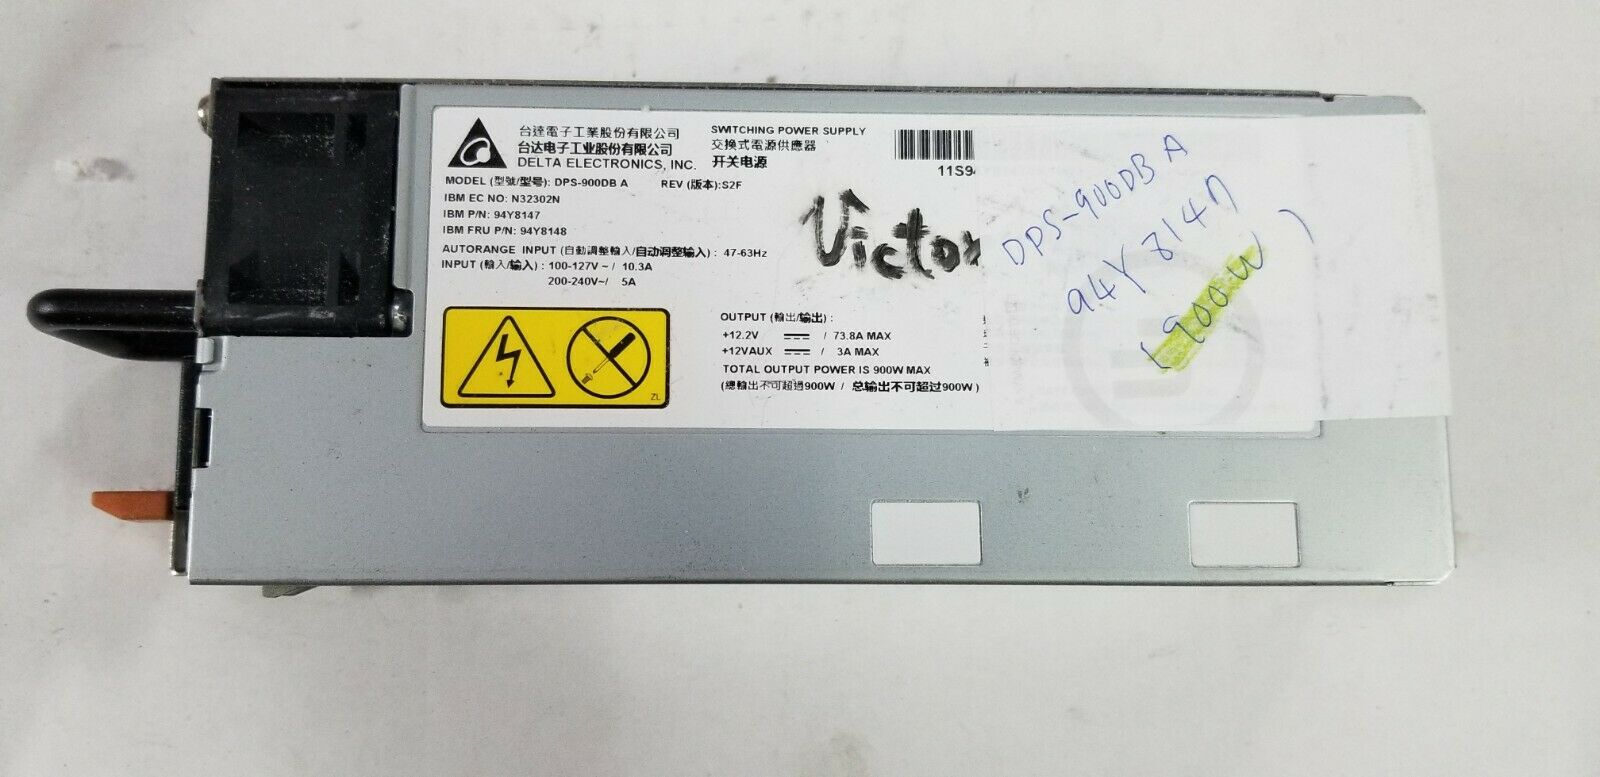 台達電子工業股份有限公司
台达电子工业股份有限公司
DELTA ELECTRONICS, INC.
SWITCHING POWER SUPPLY
交換式電源供應器
开关电源
11S94
MODEL (型號/型号): DPS-900DB A REV (版本):S2F
IBM EC NO: N32302N
IBM P/N: 94Y8147
IBM FRU P/N: 94Y8148
AUTORANGE INPUT (自動調整輸入/自动调整输入) : 47-63Hz
INPUT (輸入/输入) : 100-127V~ / 10.3A
200-240V~/ 5A
ZL
Victor
OUTPUT (輸出/输出) :
+12.2V / 73.8A MAX
+12VAUX / 3A MAX
TOTAL OUTPUT POWER IS 900W MAX
(總輸出不可超過900W / 总输出不可超过900W )
DPS-900DB A
94Y8147
(900W)